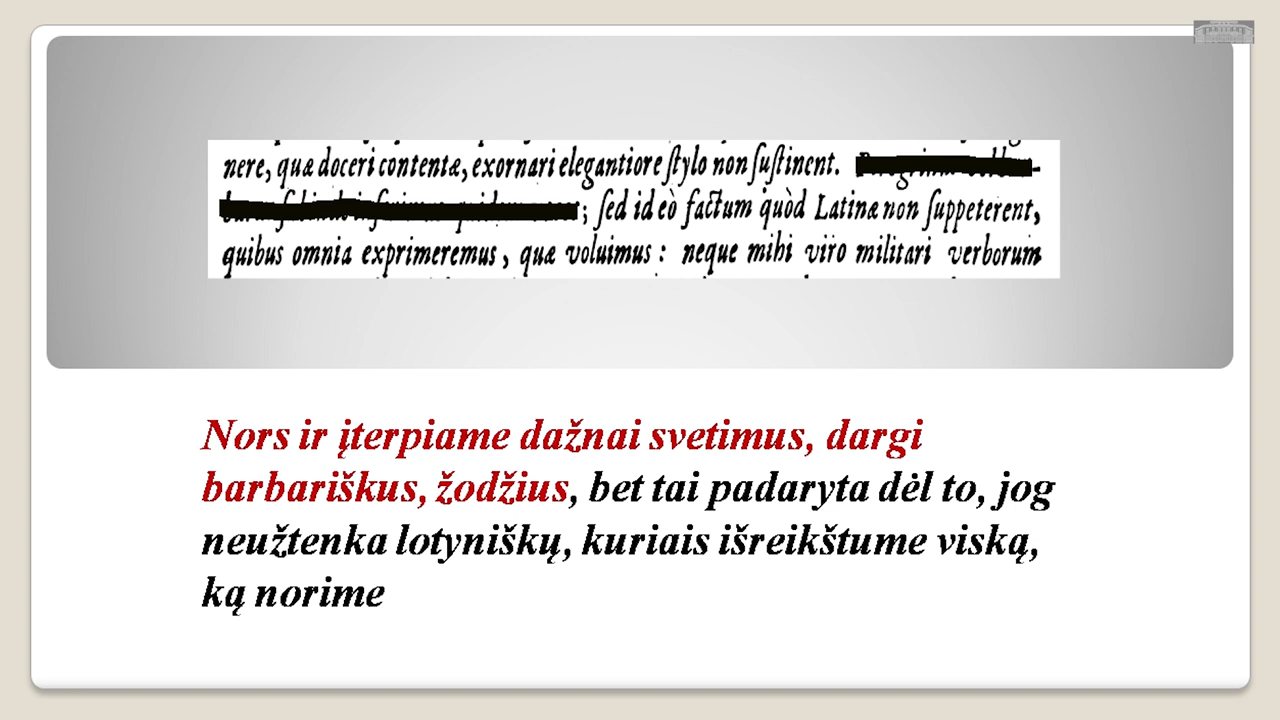 nere, quæ doceri contentæ, exornari elegantiore ſtylo non ſuſtinent.
; ſed id eò factum quòd Latina non ſuppeterent,
quibus omnia exprimeremus, quæ voluimus: neque mihi viro militari verborum
Nors ir įterpiame dažnai svetimus, dargi
barbariškus, žodžius, bet tai padaryta dėl to, jog
neužtenka lotyniškų, kuriais išreikštume viską,
ką norime